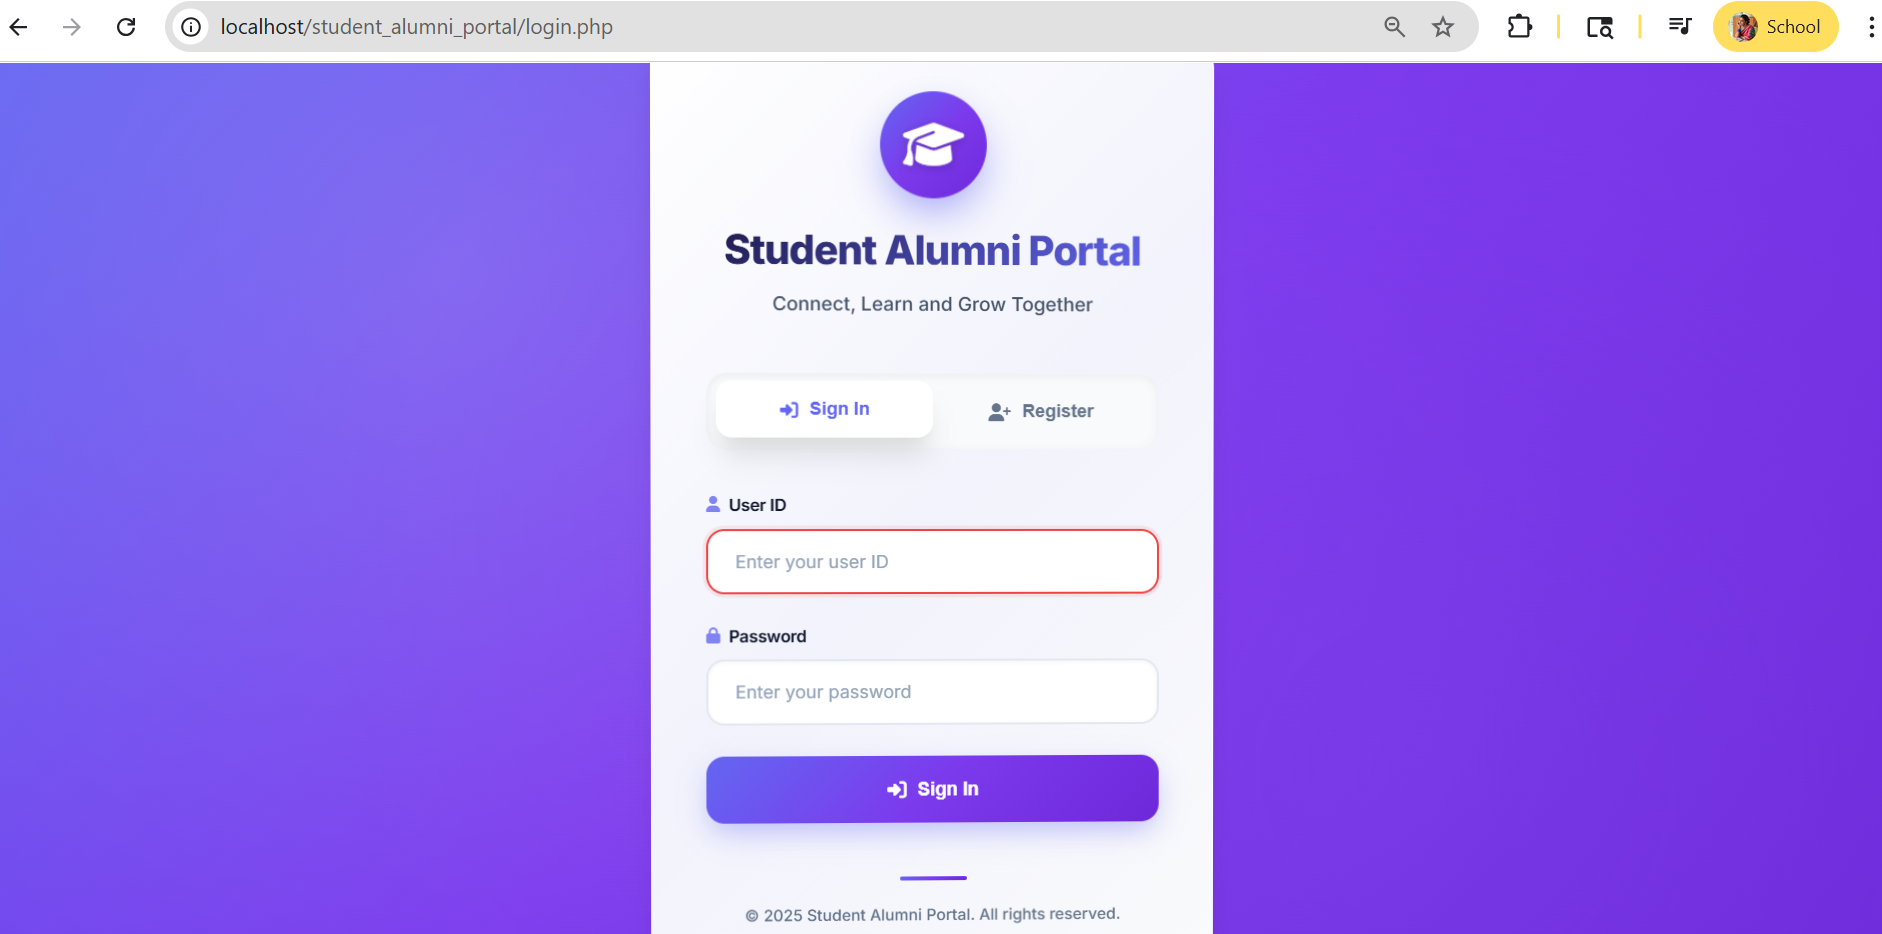 localhost/student_alumni_portal/login.php
School
Student Alumni Portal
Connect, Learn and Grow Together
Sign In
Register
User ID
Enter your user ID
Password
Enter your password
Sign In
© 2025 Student Alumni Portal. All rights reserved.